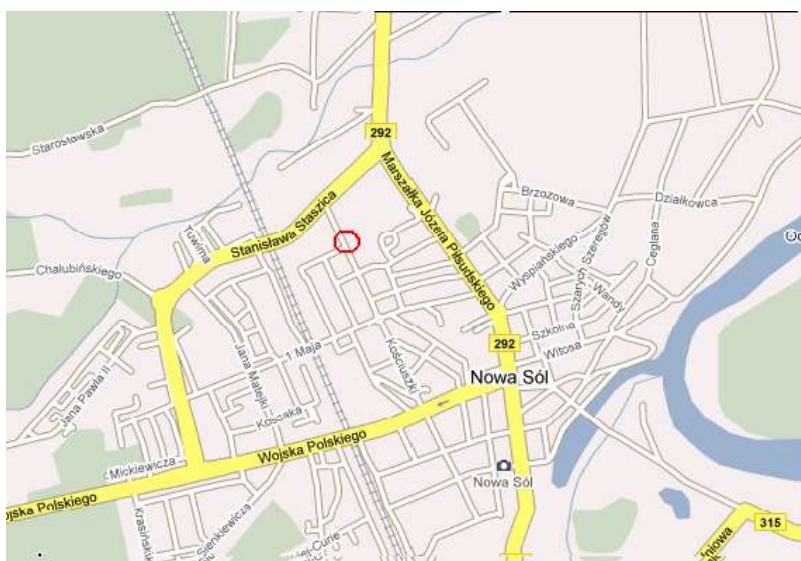 292
Starosławska
Marszałka Józefa Piłsudskiego
Brzozowa
Działkowca
Tuwima
Stanisława Staszica
Chałubińskiego
Wyspiańskiego
Szarych Szeregów
Ceglana
Wandy
292
Szkolna
Witosa
1 Maja
Kościuszki
Jana Matejki
Jana Pawła II
Nowa Sól
Kossaka
Wojska Polskiego
Mickiewicza
Nowa Sól
ojska Polskiego
Krasińskie
Sienkiewicza
315